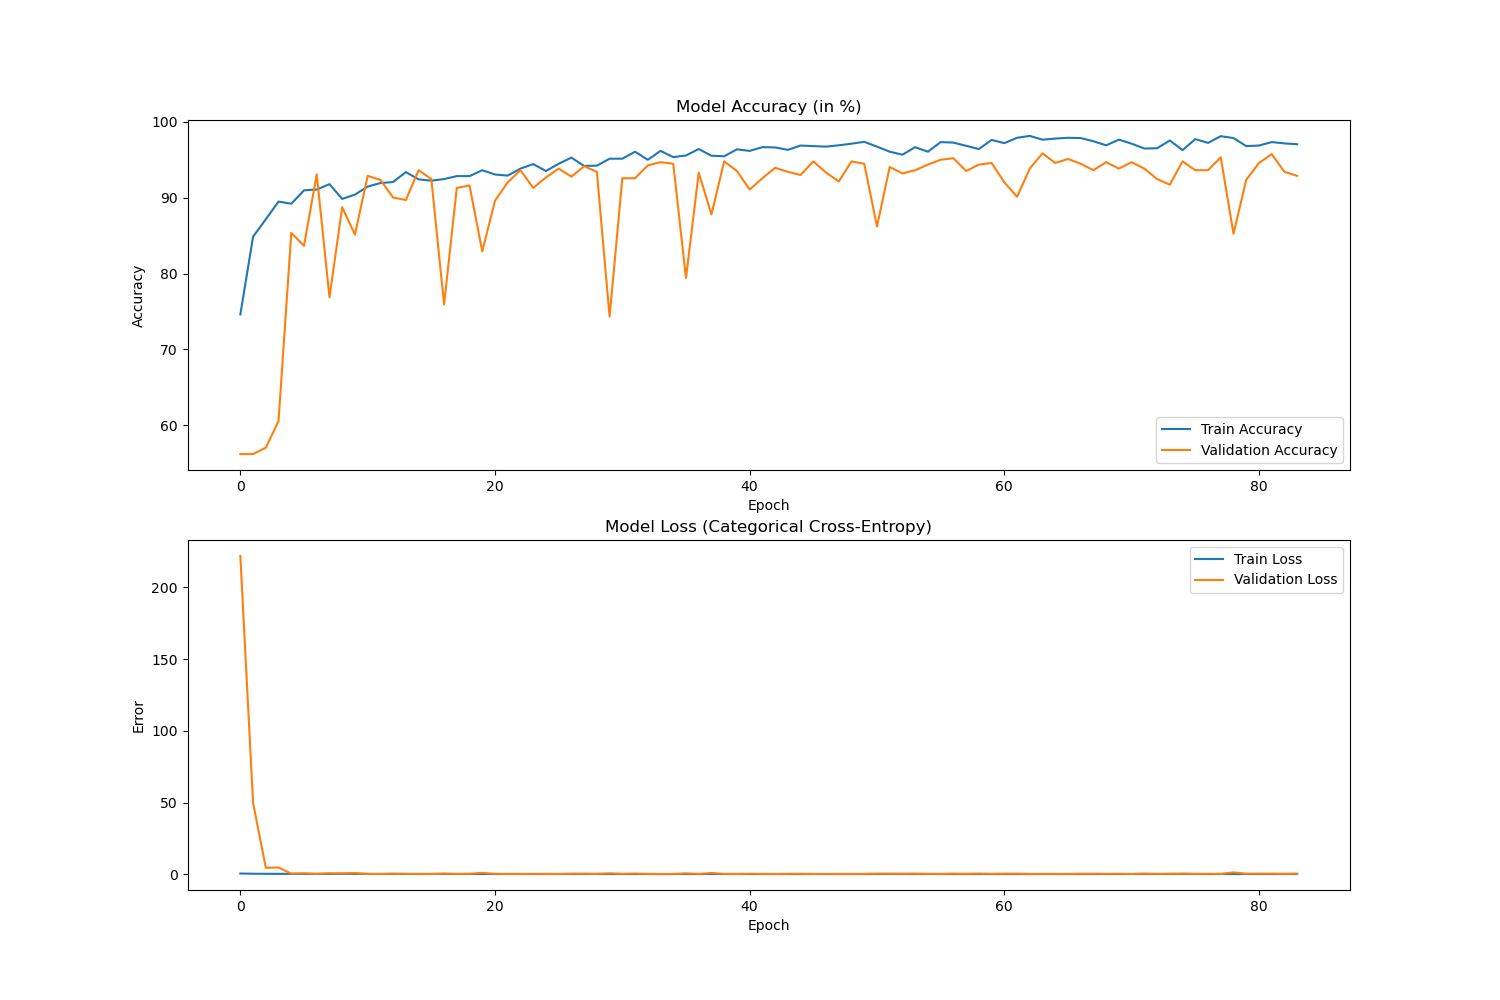 Model Accuracy (in %)
100
90
80
70
60
Accuracy
Train Accuracy
Validation Accuracy
0 20 40 60 80
Epoch
Model Loss (Categorical Cross-Entropy)
200
150
100
50
0
Error
Train Loss
Validation Loss
0 20 40 60 80
Epoch